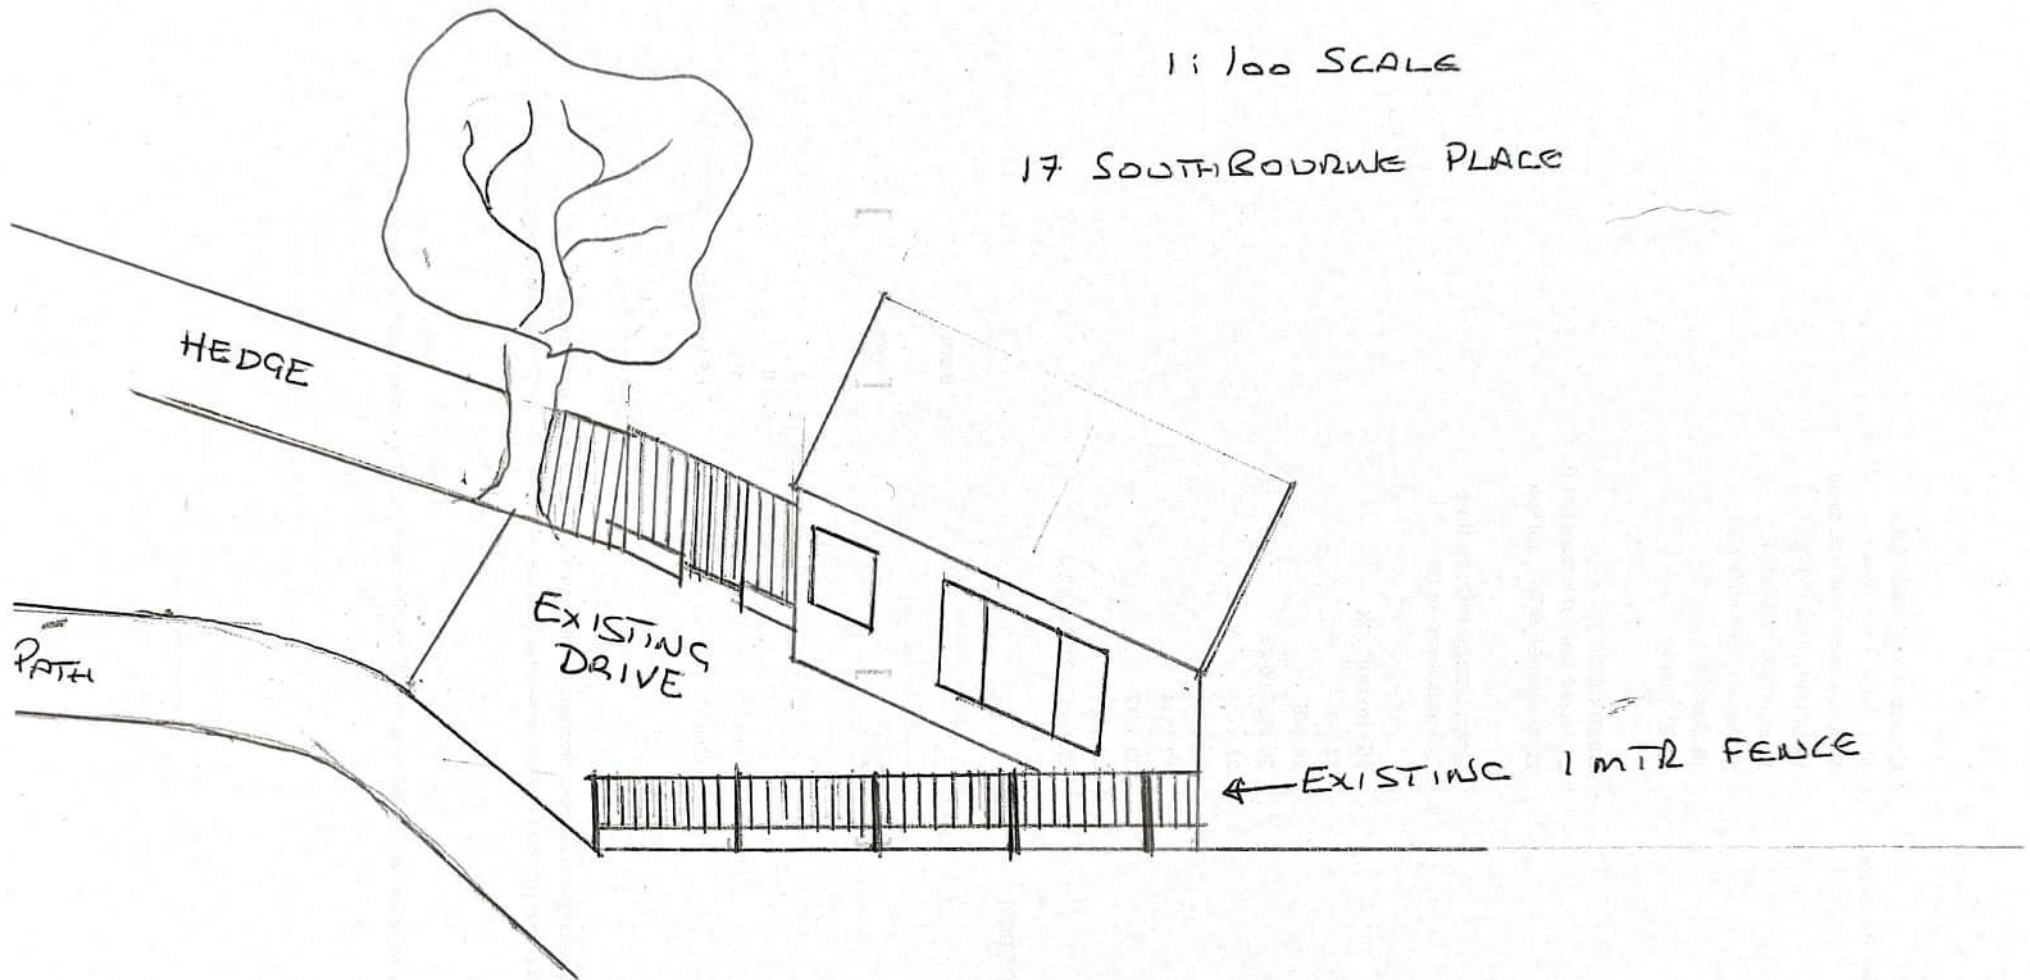 1:100 SCALE
17 SOUTHBOURNE PLACE
HEDGE
EXISTING
DRIVE
PATH
← EXISTING 1 MTR FENCE